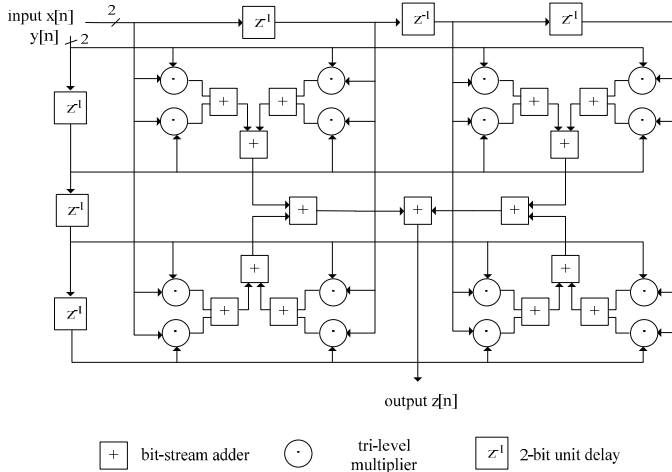 input x[n]
2
y[n]
2
z⁻¹
z⁻¹
z⁻¹
· · · ·
z⁻¹
+ + + +
· · · ·
+ +
z⁻¹
+ + +
+ +
· · · ·
z⁻¹
+ + + +
· · · ·
output z[n]
+ bit-stream adder
· tri-level
multiplier
z⁻¹ 2-bit unit delay